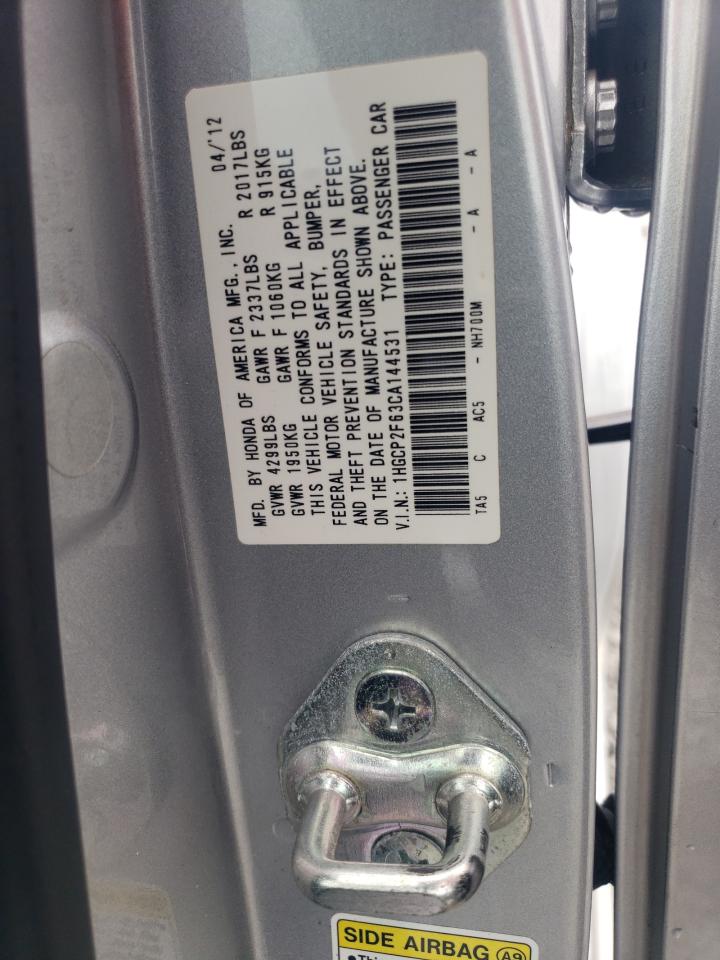 MFD. BY HONDA OF AMERICA MFG., INC. 04/'12
GVWR 4299LBS GAWR F 2337LBS R 2017LBS
GVWR 1950KG GAWR F 1060KG R 915KG
THIS VEHICLE CONFORMS TO ALL APPLICABLE
FEDERAL MOTOR VEHICLE SAFETY, BUMPER,
AND THEFT PREVENTION STANDARDS IN EFFECT
ON THE DATE OF MANUFACTURE SHOWN ABOVE.
V.I.N.: 1HGCP2F63CA144531 TYPE: PASSENGER CAR
TA5 C AC5 - NH700M - A - A
SIDE AIRBAG A9